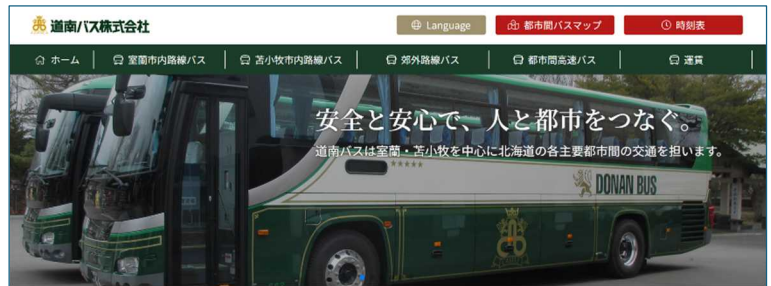 道南バス株式会社
Language
都市間バスマップ
時刻表
ホーム
室蘭市内路線バス
苫小牧市内路線バス
郊外路線バス
都市間高速バス
運賃
安全と安心で、人と都市をつなぐ。
道南バスは室蘭・苫小牧を中心に北海道の各主要都市間の交通を担います。
DONAN BUS